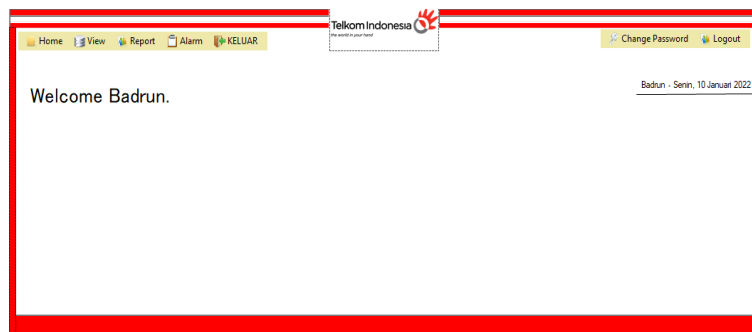 Telkom Indonesia
the world in your hand
Home View Report Alarm KELUAR
Change Password Logout
Badrun - Senin, 10 Januari 2022
Welcome Badrun.